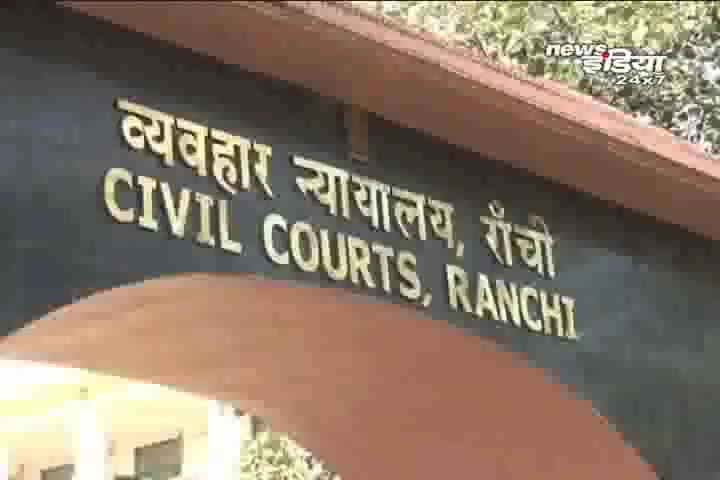 news
इंडिया
24x7
व्यवहार न्यायालय, राँची
CIVIL COURTS, RANCHI